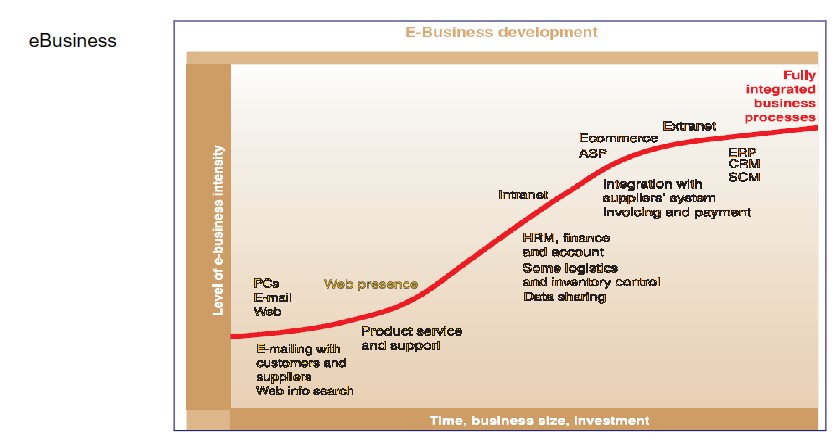 eBusiness
E-Business development
Fully
integrated
business
processes
Extranet
Ecommerce
ASP
ERP
CRM
SCM
Integration with
suppliers' system
Invoicing and payment
Intranet
HRM, finance
and account
Some logistics
and inventory control
Data sharing
PCs
E-mail
Web
Web presence
Product service
and support
E-mailing with
customers and
suppliers
Web info search
Level of e-business intensity
Time, business size, investment